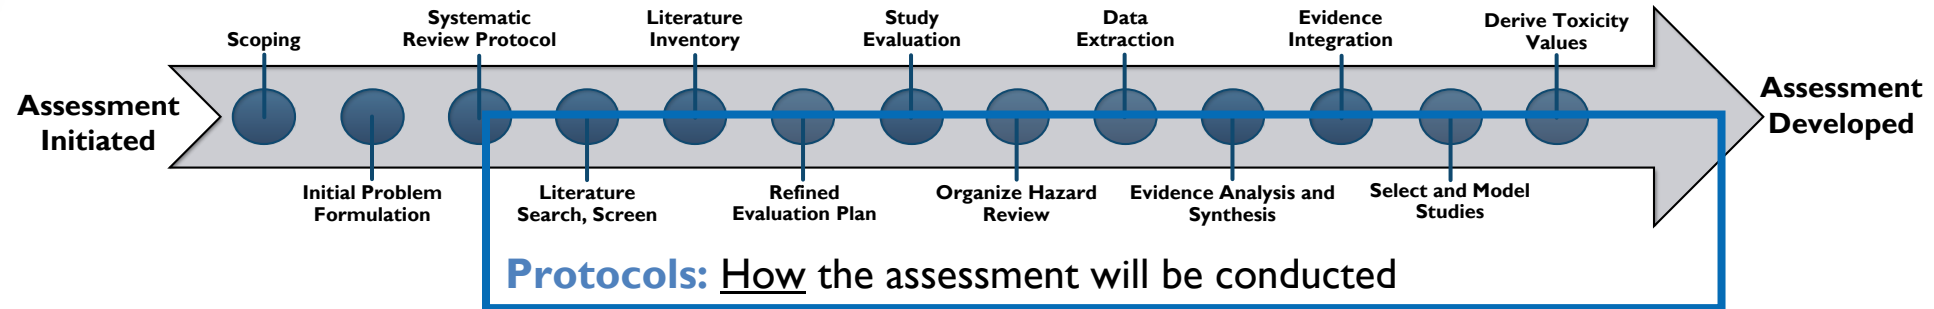 Assessment
Initiated
Scoping
Initial Problem
Formulation
Systematic
Review Protocol
Literature
Search, Screen
Literature
Inventory
Refined
Evaluation Plan
Study
Evaluation
Organize Hazard
Review
Data
Extraction
Evidence Analysis and
Synthesis
Evidence
Integration
Select and Model
Studies
Derive Toxicity
Values
Assessment
Developed
Protocols: How the assessment will be conducted